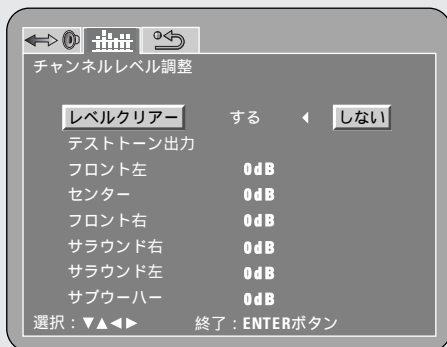 チャンネルレベル調整
レベルクリアー する ◀ しない
テストトーン出力
フロント左 0dB
センター 0dB
フロント右 0dB
サラウンド右 0dB
サラウンド左 0dB
サブウーハー 0dB
選択：▼▲◀▶ 終了：ENTERボタン